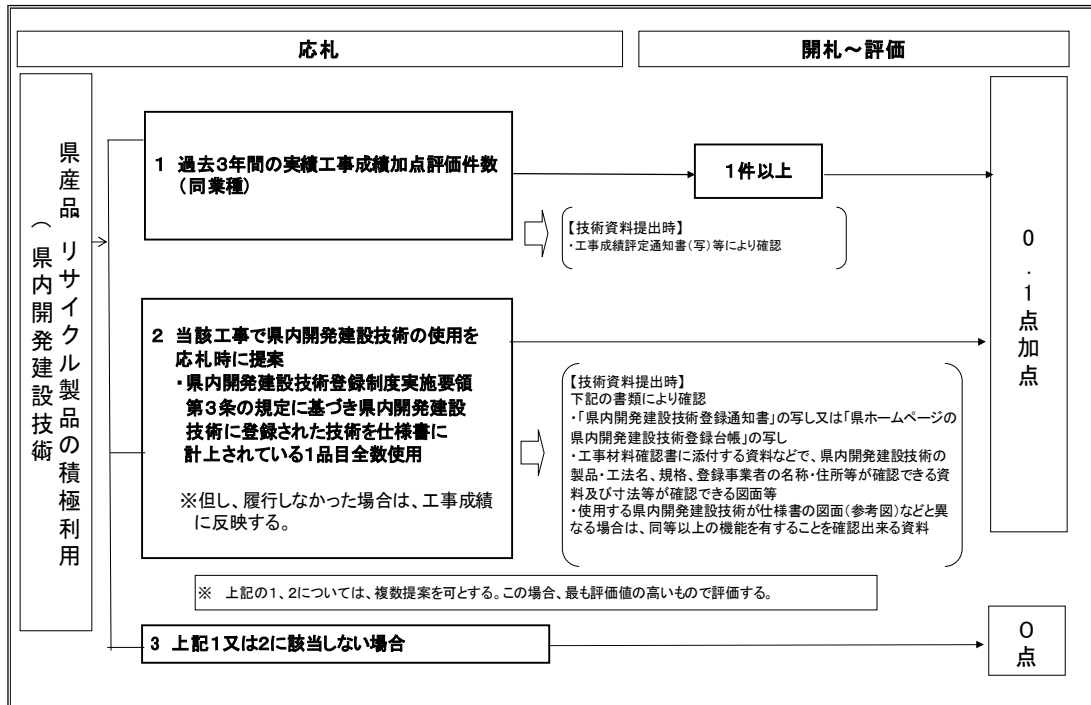 応札
開札～評価
県産品・リサイクル製品の積極利用
（県内開発建設技術
1 過去3年間の実績工事成績加点評価件数
（同業種）
1件以上
【技術資料提出時】
・工事成績評定通知書（写）等により確認
2 当該工事で県内開発建設技術の使用を
応札時に提案
・県内開発建設技術登録制度実施要領
第3条の規定に基づき県内開発建設
技術に登録された技術を仕様書に
計上されている1品目全数使用
※但し、履行しなかった場合は、工事成績
に反映する。
【技術資料提出時】
下記の書類により確認
・「県内開発建設技術登録通知書」の写し又は「県ホームページの
県内開発建設技術登録台帳」の写し
・工事材料確認書に添付する資料などで、県内開発建設技術の
製品・工法名、規格、登録事業者の名称・住所等が確認できる資
料及び寸法等が確認できる図面等
・使用する県内開発建設技術が仕様書の図面（参考図）などと異
なる場合は、同等以上の機能を有することを確認出来る資料
0.1点加点
※ 上記の1、2については、複数提案を可とする。この場合、最も評価値の高いもので評価する。
3 上記1又は2に該当しない場合
0点